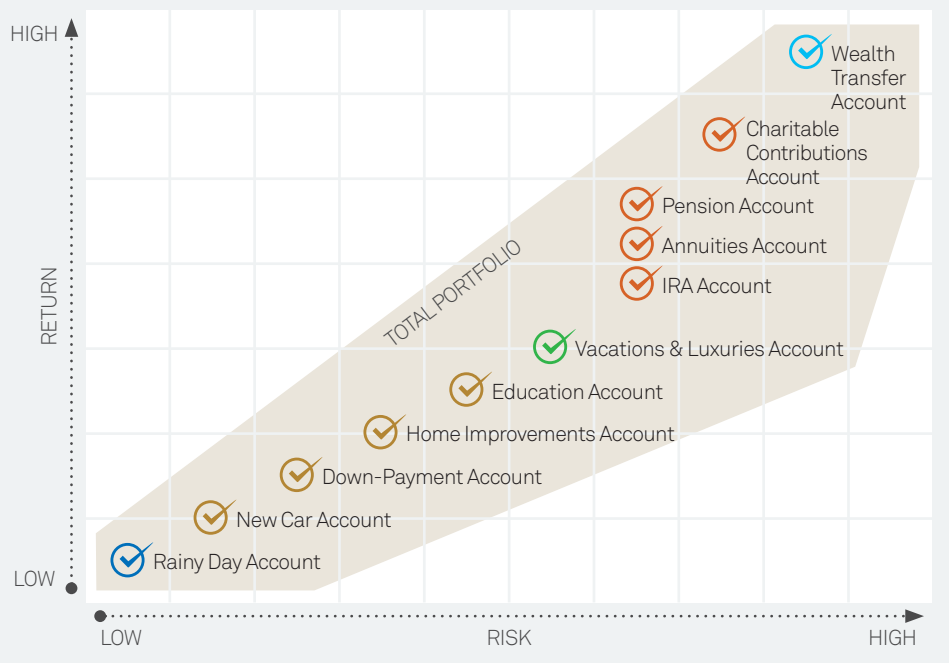 HIGH
Wealth
Transfer
Account
Charitable
Contributions
Account
Pension Account
Annuities Account
IRA Account
TOTAL PORTFOLIO
RETURN
Vacations & Luxuries Account
Education Account
Home Improvements Account
Down-Payment Account
New Car Account
Rainy Day Account
LOW
LOW
RISK
HIGH